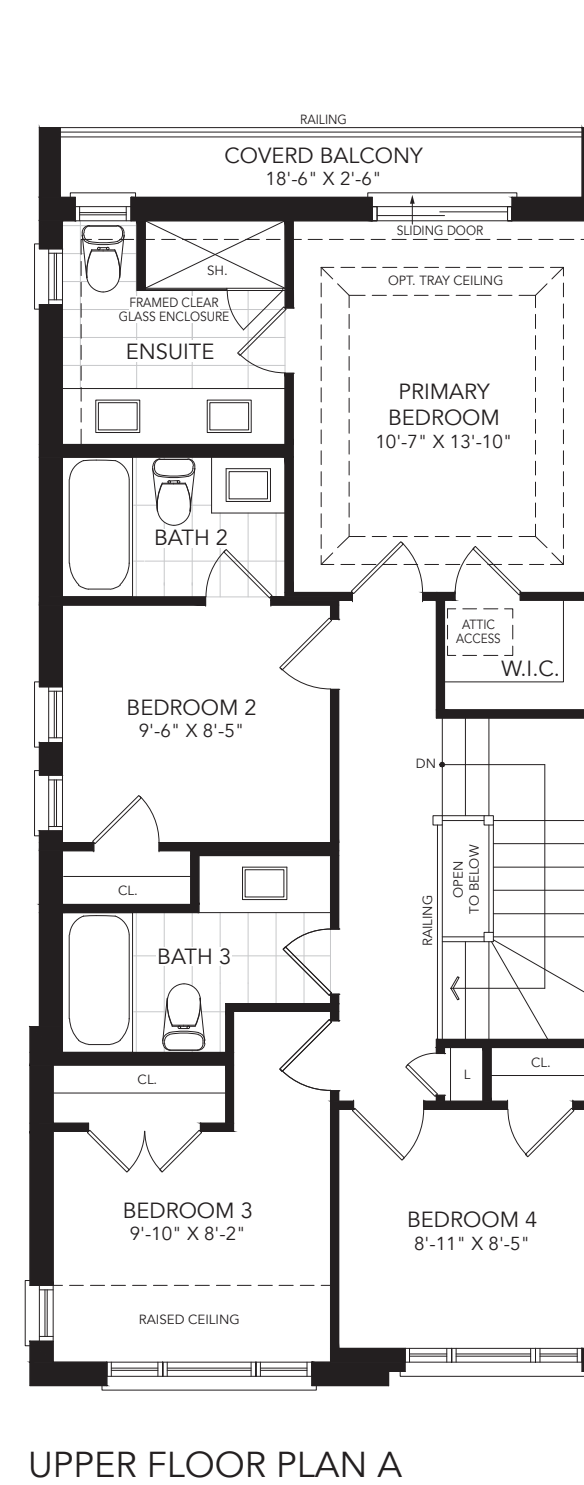 RAILING
COVERD BALCONY
18'-6" X 2'-6"
SLIDING DOOR
SH.
OPT. TRAY CEILING
FRAMED CLEAR
GLASS ENCLOSURE
ENSUITE
PRIMARY
BEDROOM
10'-7" X 13'-10"
BATH 2
ATTIC
ACCESS
W.I.C.
BEDROOM 2
9'-6" X 8'-5"
DN
CL.
OPEN
TO BELOW
RAILING
BATH 3
CL.
L
CL.
BEDROOM 3
9'-10" X 8'-2"
BEDROOM 4
8'-11" X 8'-5"
RAISED CEILING
UPPER FLOOR PLAN A